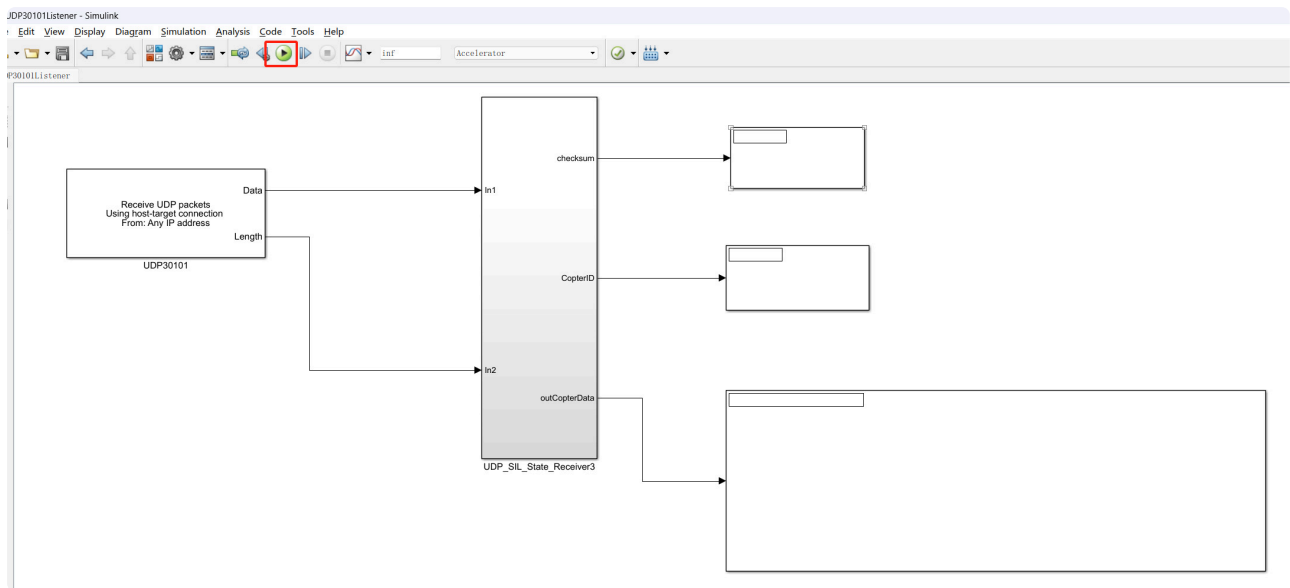 UDP30101Listener - Simulink
Edit View Display Diagram Simulation Analysis Code Tools Help
inf Accelerator
P30101Listener
Receive UDP packets
Using host-target connection
From: Any IP address
Data
Length
UDP30101
In1
In2
checksum
CopterID
outCopterData
UDP_SIL_State_Receiver3